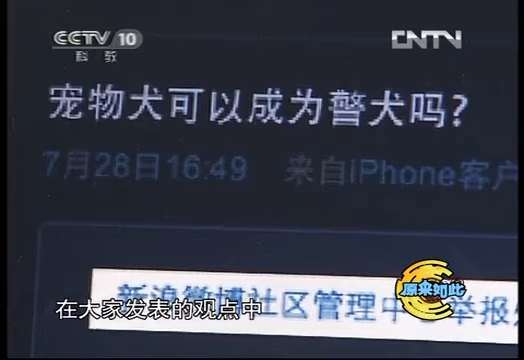 CCTV 10
科教
CNTV
宠物犬可以成为警犬吗?
7月28日16:49 来自iPhone客户
新浪微博社区管理中 举报
原来如此
在大家发表的观点中